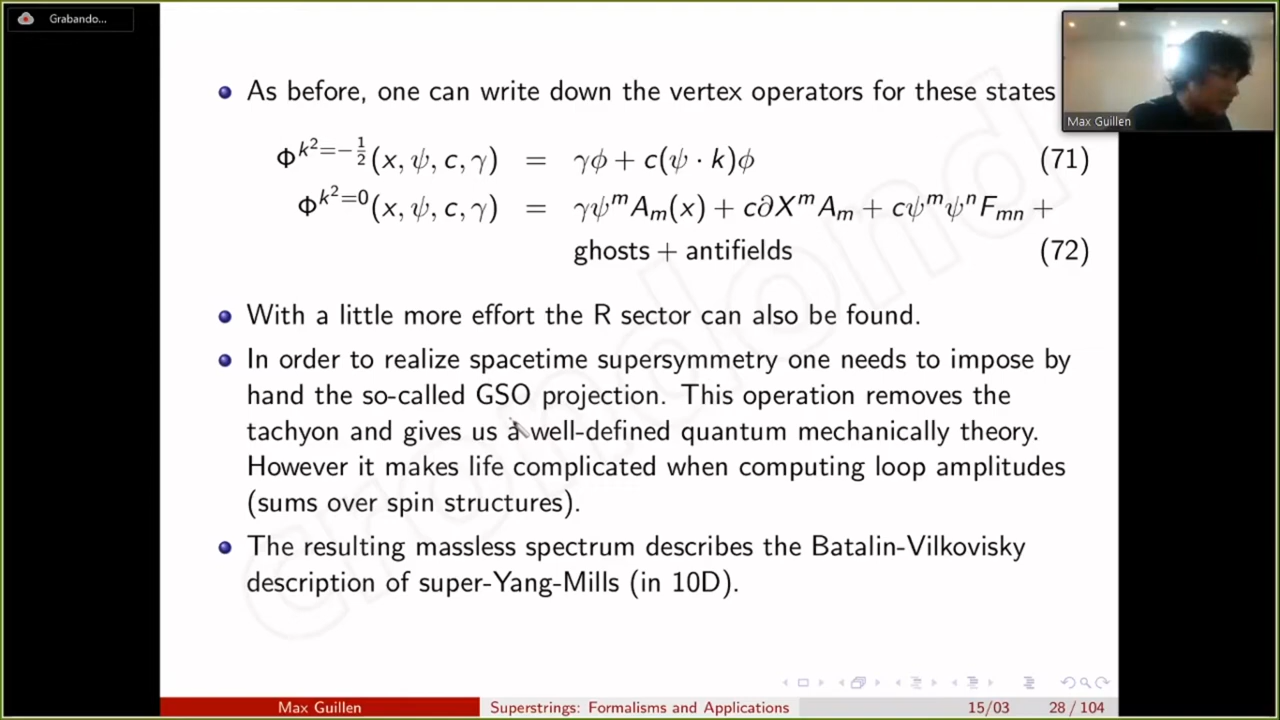 Grabando...
As before, one can write down the vertex operators for these states
Max Guillen
Φ^{k²=−1/2}(x, ψ, c, γ) = γϕ + c(ψ · k)ϕ (71)
Φ^{k²=0}(x, ψ, c, γ) = γψ^m A_m(x) + c∂X^m A_m + cψ^m ψ^n F_{mn} +
ghosts + antifields (72)
With a little more effort the R sector can also be found.
In order to realize spacetime supersymmetry one needs to impose by
hand the so-called GSO projection. This operation removes the
tachyon and gives us a well-defined quantum mechanically theory.
However it makes life complicated when computing loop amplitudes
(sums over spin structures).
The resulting massless spectrum describes the Batalin-Vilkovisky
description of super-Yang-Mills (in 10D).
crondond
Max Guillen Superstrings: Formalisms and Applications 15/03 28 / 104